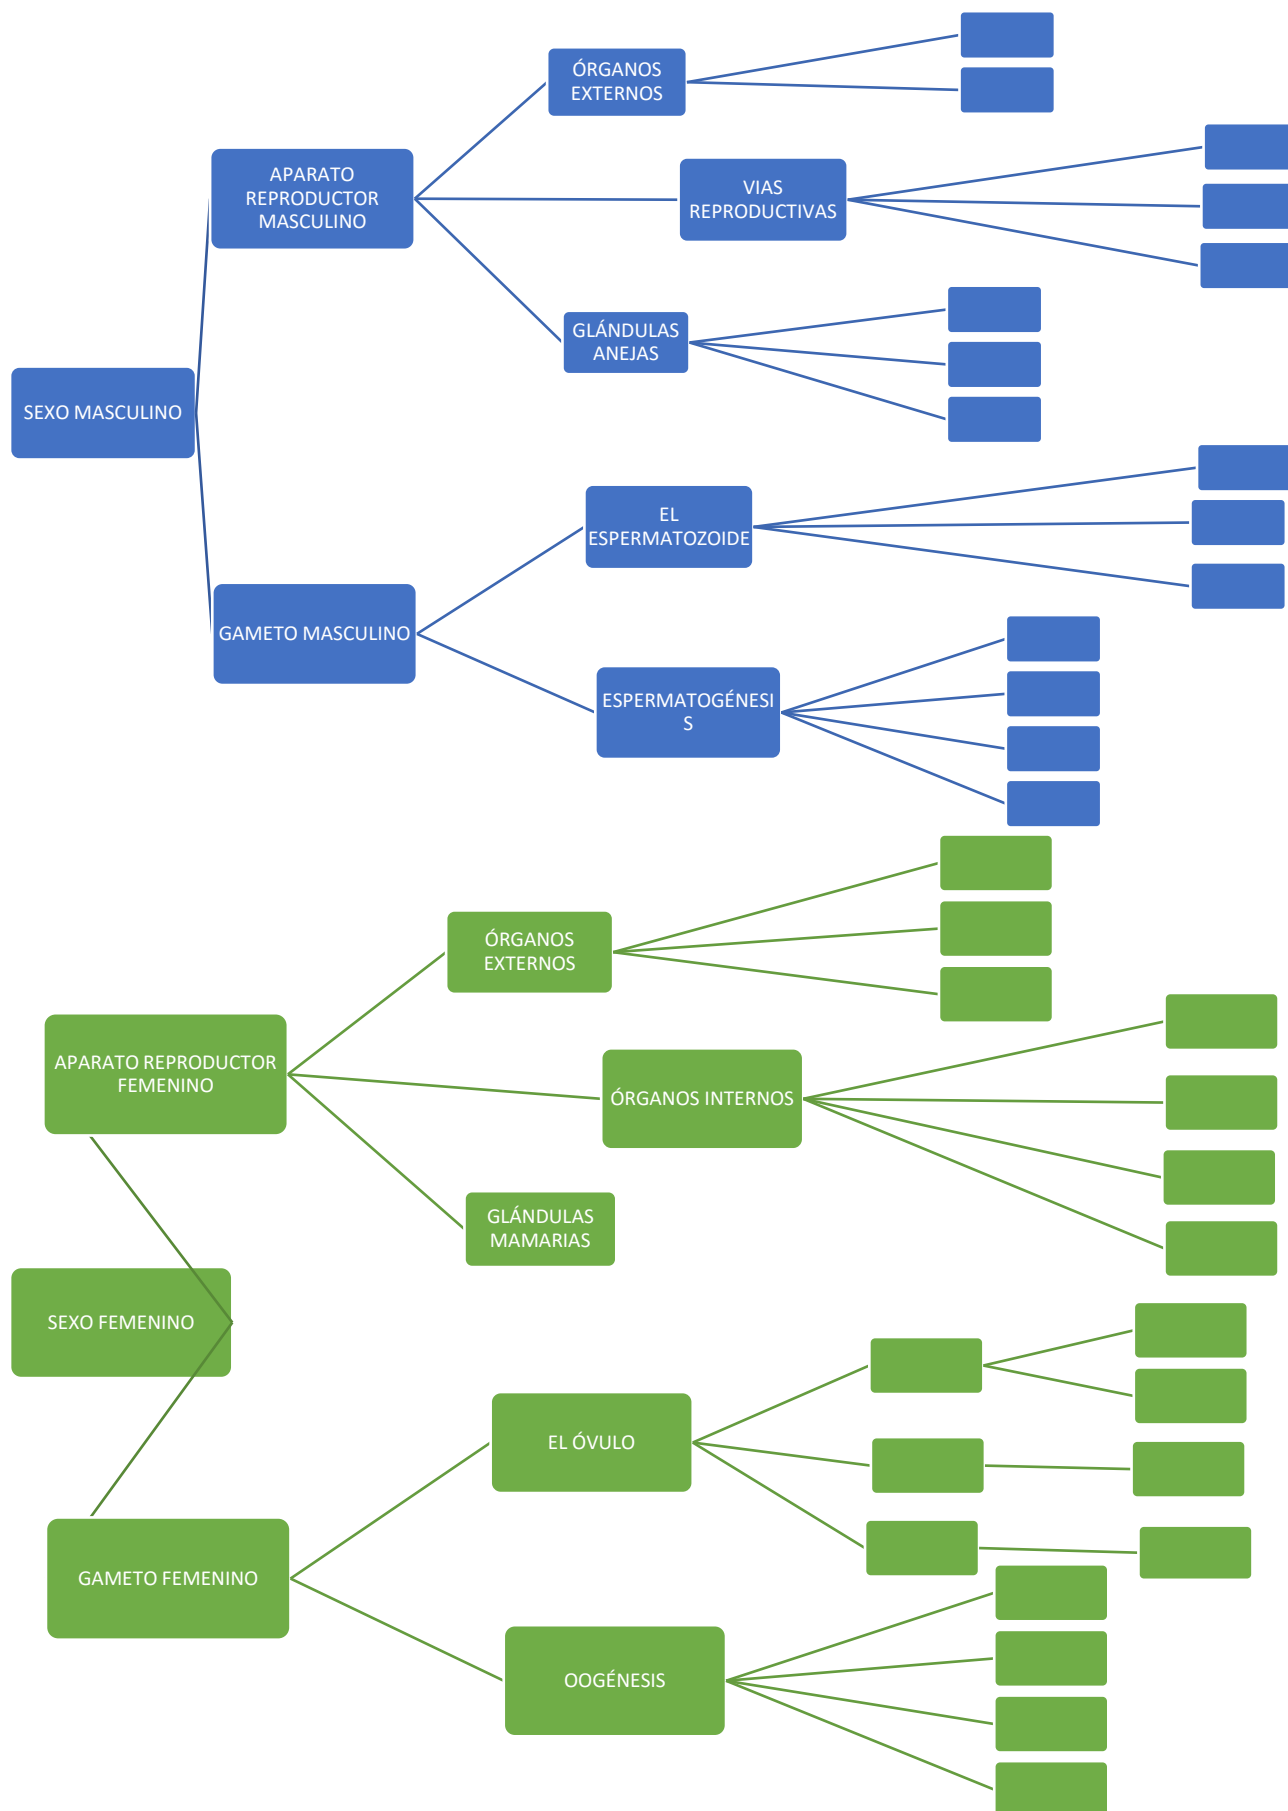 ÓRGANOS
EXTERNOS
APARATO
REPRODUCTOR
MASCULINO
VIAS
REPRODUCTIVAS
GLÁNDULAS
ANEJAS
SEXO MASCULINO
EL
ESPERMATOZOIDE
GAMETO MASCULINO
ESPERMATOGÉNESI
S
ÓRGANOS
EXTERNOS
APARATO REPRODUCTOR
FEMENINO
ÓRGANOS INTERNOS
GLÁNDULAS
MAMARIAS
SEXO FEMENINO
EL ÓVULO
GAMETO FEMENINO
OOGÉNESIS